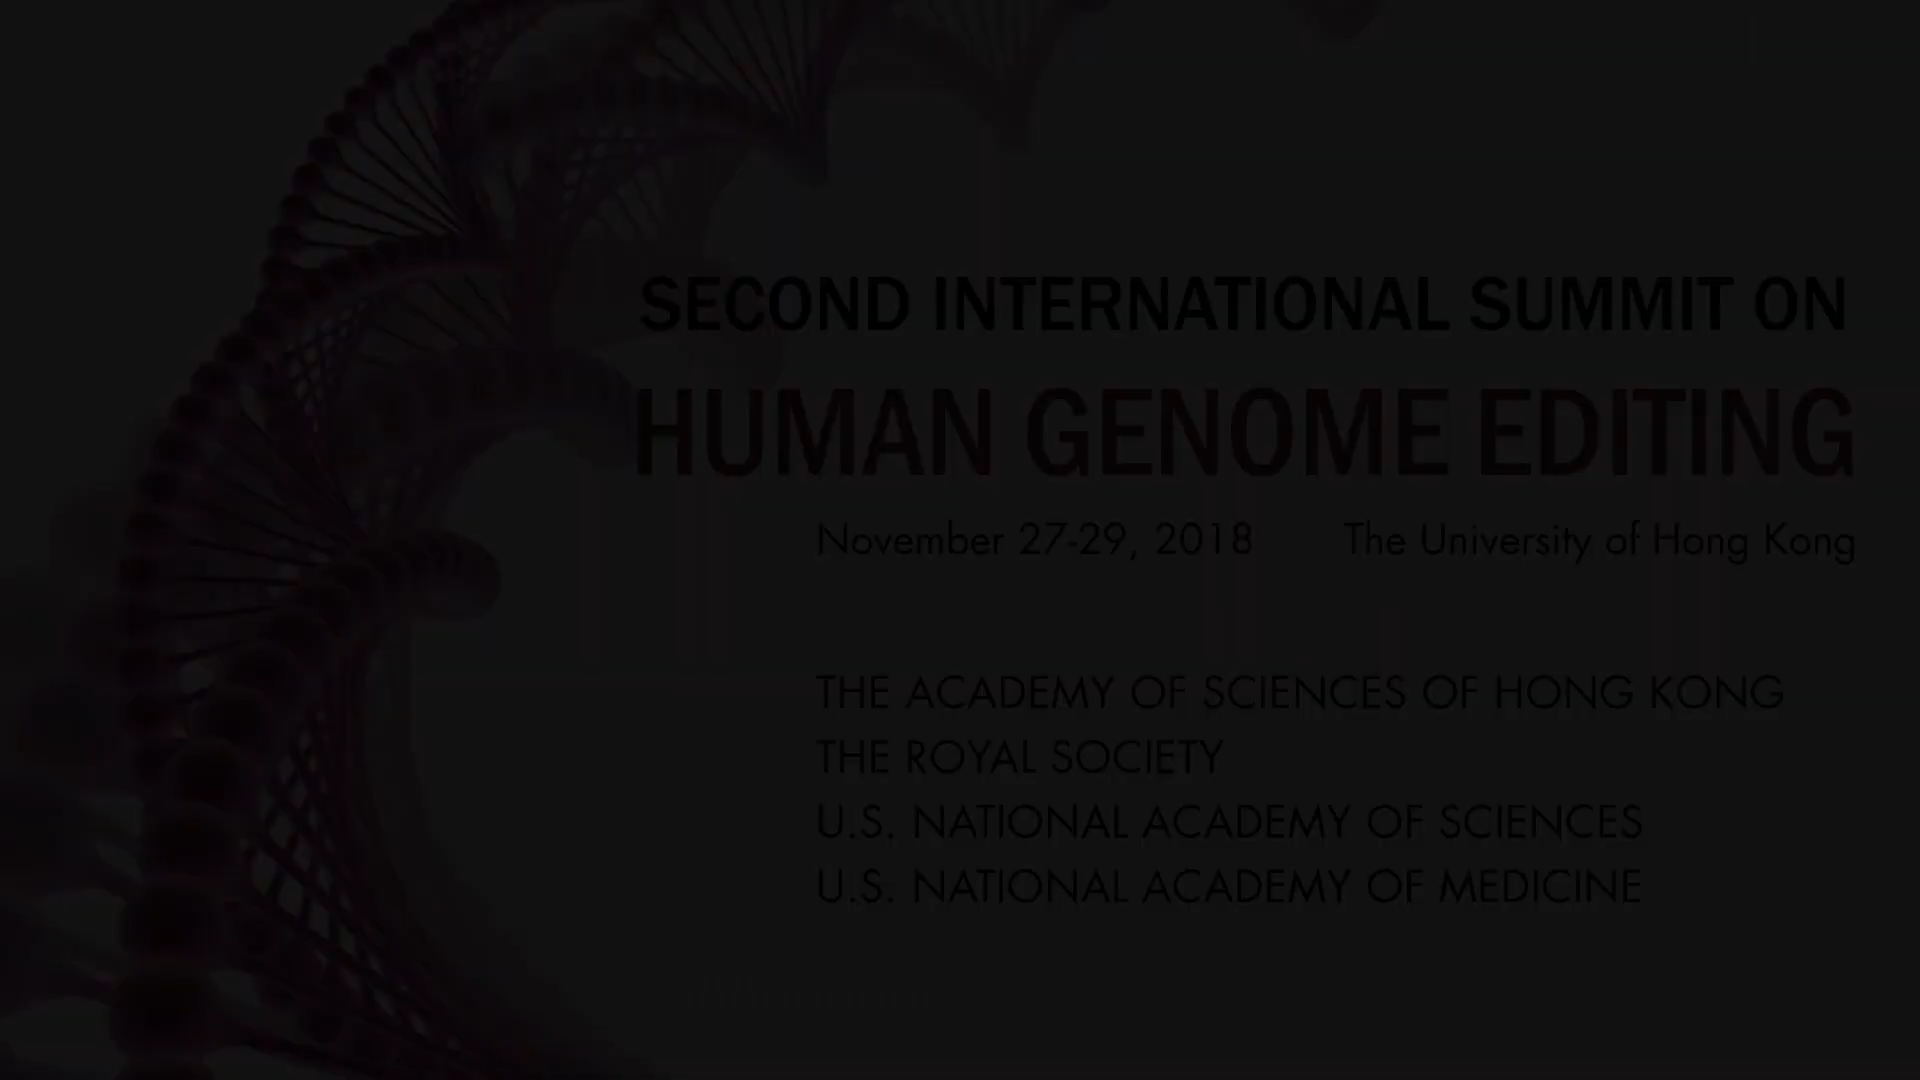 SECOND INTERNATIONAL SUMMIT ON
HUMAN GENOME EDITING
November 27-29, 2018 The University of Hong Kong
THE ACADEMY OF SCIENCES OF HONG KONG
THE ROYAL SOCIETY
U.S. NATIONAL ACADEMY OF SCIENCES
U.S. NATIONAL ACADEMY OF MEDICINE